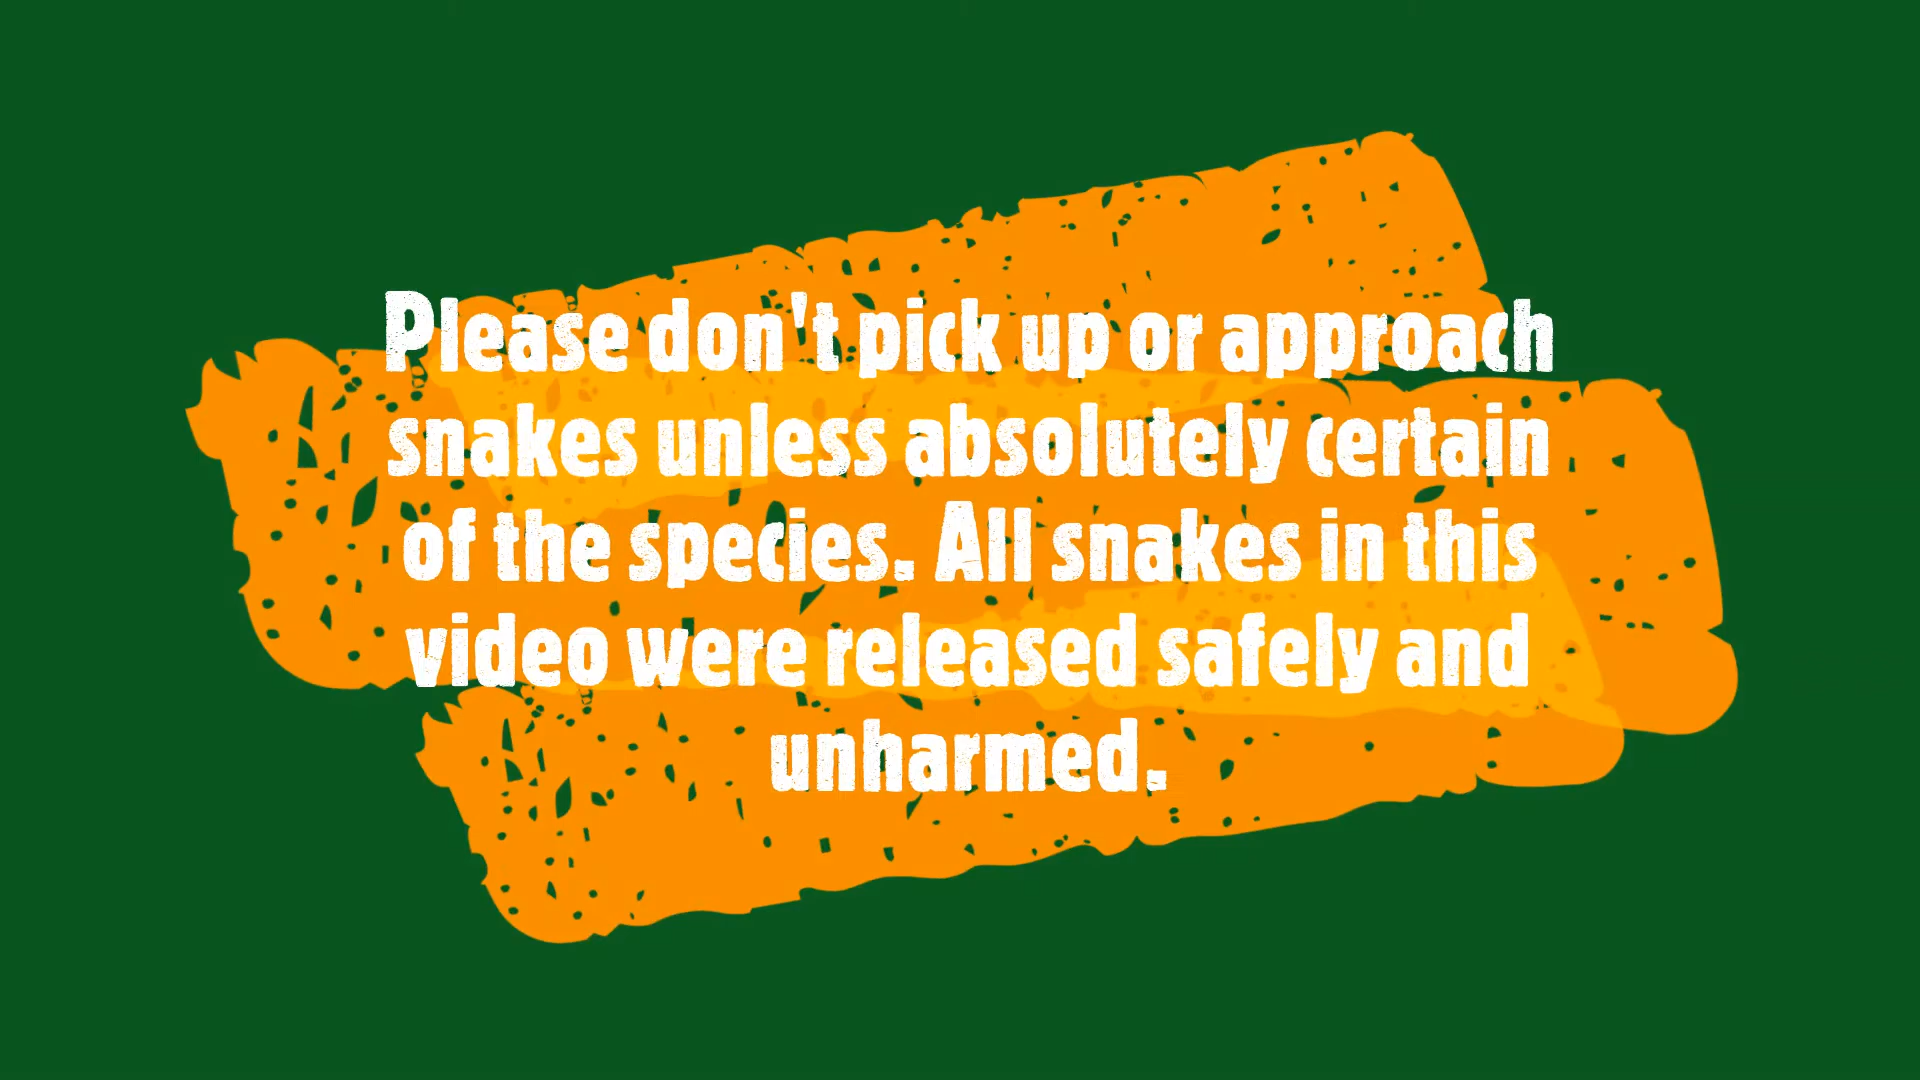 Please don't pick up or approach
snakes unless absolutely certain
of the species. All snakes in this
video were released safely and
unharmed.